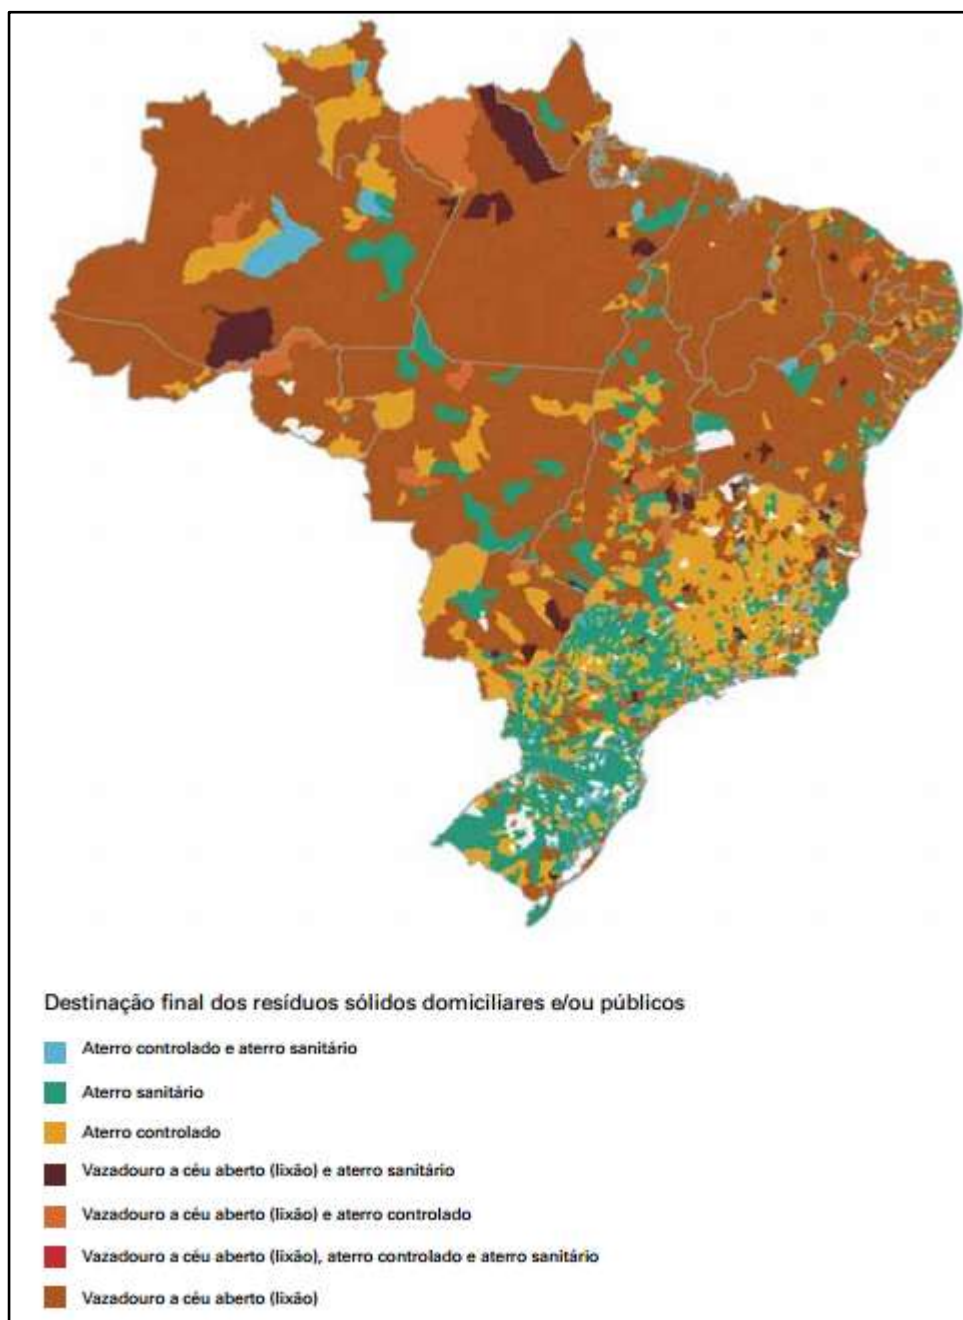 Destinação final dos resíduos sólidos domiciliares e/ou públicos
Aterro controlado e aterro sanitário
Aterro sanitário
Aterro controlado
Vazadouro a céu aberto (lixão) e aterro sanitário
Vazadouro a céu aberto (lixão) e aterro controlado
Vazadouro a céu aberto (lixão), aterro controlado e aterro sanitário
Vazadouro a céu aberto (lixão)